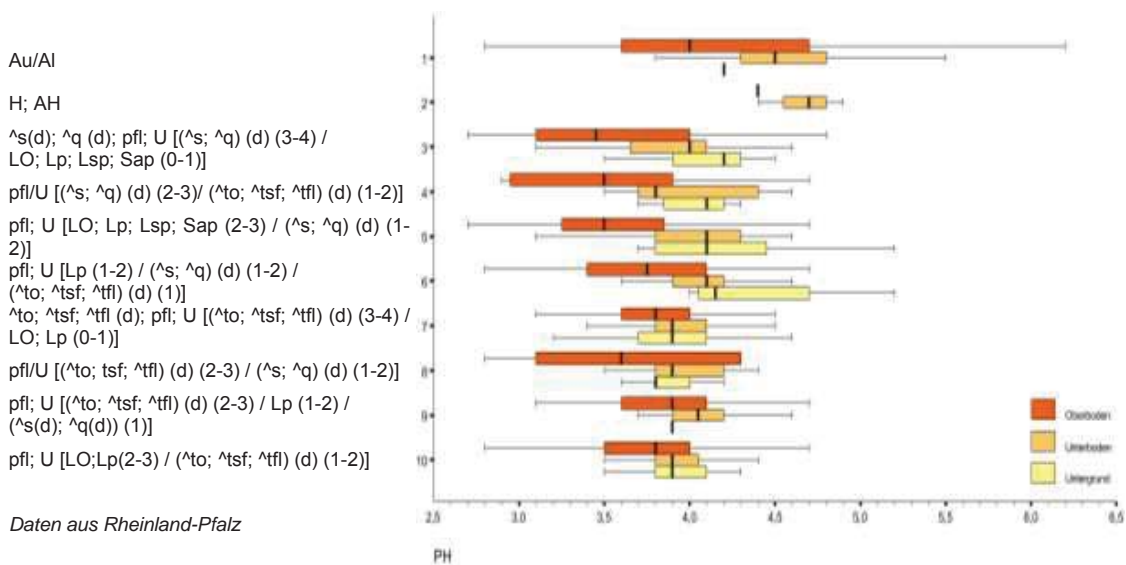 Au/Al
H; AH
^s(d); ^q (d); pfl; U [(^s; ^q) (d) (3-4) /
LO; Lp; Lsp; Sap (0-1)]
pfl/U [(^s; ^q) (d) (2-3)/ (^to; ^tsf; ^tfl) (d) (1-2)]
pfl; U [LO; Lp; Lsp; Sap (2-3) / (^s; ^q) (d) (1-
2)]
pfl; U [Lp (1-2) / (^s; ^q) (d) (1-2) /
(^to; ^tsf; ^tfl) (d) (1)]
^to; ^tsf; ^tfl (d); pfl; U [(^to; ^tsf; ^tfl) (d) (3-4) /
LO; Lp (0-1)]
pfl/U [(^to; tsf; ^tfl) (d) (2-3) / (^s; ^q) (d) (1-2)]
pfl; U [(^to; ^tsf; ^tfl) (d) (2-3) / Lp (1-2) /
(^s(d); ^q(d)) (1)]
pfl; U [LO;Lp(2-3) / (^to; ^tsf; ^tfl) (d) (1-2)]
Daten aus Rheinland-Pfalz
1
2
3
4
5
6
7
8
9
10
Oberboden
Unterboden
Untergrund
2,5 3,0 3,5 4,0 4,5 5,0 5,5 6,0 6,5
PH